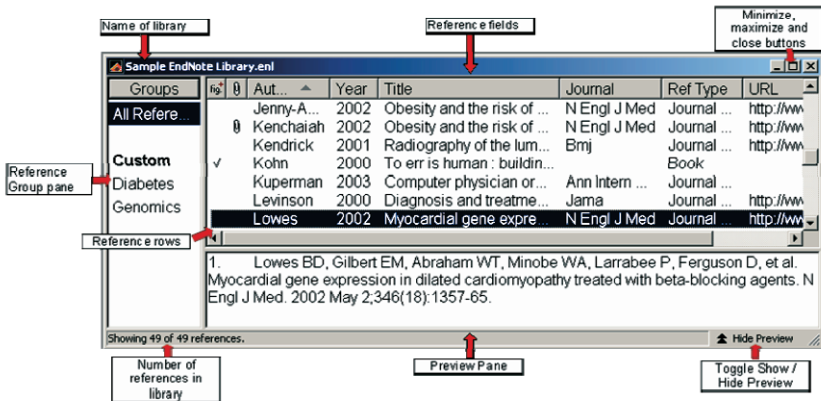 Name of library
Reference fields
Minimize,
maximize and
close buttons
Sample EndNote Library.enl
Groups fig Aut... Year Title Journal Ref Type URL
All Refere...
Custom
Diabetes
Genomics
Jenny-A... 2002 Obesity and the risk of ... N Engl J Med Journal ... http://ww
Kenchaiah 2002 Obesity and the risk of ... N Engl J Med Journal ... http://ww
Kendrick 2001 Radiography of the lum... Bmj Journal ... http://ww
Kohn 2000 To err is human : buildin... Book
Kuperman 2003 Computer physician or... Ann Intern ... Journal ...
Levinson 2000 Diagnosis and treatme... Jama Journal ... http://ww
Lowes 2002 Myocardial gene expre... N Engl J Med Journal ... http://ww
Reference
Group pane
Reference rows
1. Lowes BD, Gilbert EM, Abraham WT, Minobe WA, Larrabee P, Ferguson D, et al.
Myocardial gene expression in dilated cardiomyopathy treated with beta-blocking agents. N
Engl J Med. 2002 May 2;346(18):1357-65.
Showing 49 of 49 references.
Hide Preview
Number of
references in
library
Preview Pane
Toggle Show /
Hide Preview